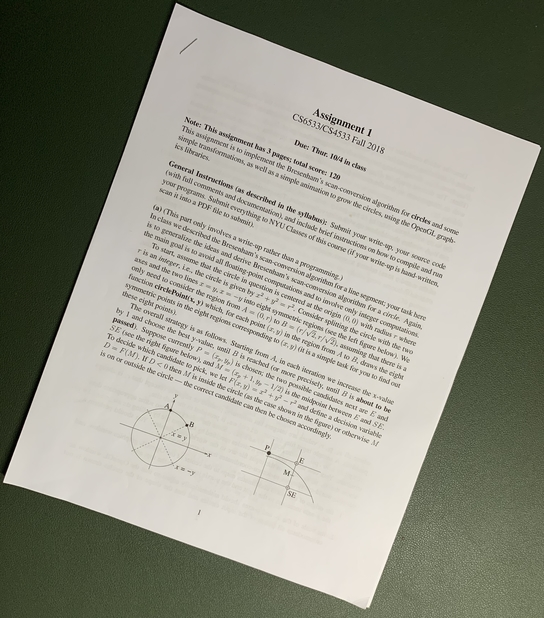 Assignment 1
CS6533/CS4533 Fall 2018
Due: Thur. 10/4 in class
Note: This assignment has 3 pages; total score: 120
This assignment is to implement the Bresenham's scan-conversion algorithm for circles and some
simple transformations, as well as a simple animation to grow the circles, using the OpenGL graph-
ics libraries.
General Instructions (as described in the syllabus): Submit your write-up, your source code
(with full comments and documentation), and include brief instructions on how to compile and run
your programs. Submit everything to NYU Classes of this course (if your write-up is hand-written,
scan it into a PDF file to submit).
(a) (This part only involves a write-up rather than a programming.)
In class we described the Bresenham's scan-conversion algorithm for a line segment; your task here
is to generalize the ideas and derive Bresenham's scan-conversion algorithm for a circle. Again,
the main goal is to avoid all floating-point computations and to involve only integer computations.
To start, assume that the circle in question is centered at the origin (0, 0) with radius r where
r is an integer, i.e., the circle is given by x² + y² = r². Consider splitting the circle with the two
axes and the two lines x = y, x = −y into eight symmetric regions (see the left figure below). We
only need to consider the region from A = (0, r) to B = (r/√2, r/√2), assuming that there is a
function circlePoint(x, y) which, for each point (x, y) in the region from A to B, draws the eight
symmetric points in the eight regions corresponding to (x, y) (it is a simple task for you to find out
these eight points).
The overall strategy is as follows. Starting from A, in each iteration we increase the x-value
by 1 and choose the best y-value, until B is reached (or more precisely, until B is about to be
passed). Suppose currently P = (xp, yp) is chosen; the two possible candidates next are E and
SE (see the right figure below), and M = (xp + 1, yp − 1/2) is the midpoint between E and SE.
To decide which candidate to pick, we let F(x, y) = x² + y² − r² and define a decision variable
D = F(M). If D < 0 then M is inside the circle (as the case shown in the figure) or otherwise M
is on or outside the circle — the correct candidate can then be chosen accordingly.
y
A
B
x = y
x
x = −y
P
E
M
SE
1